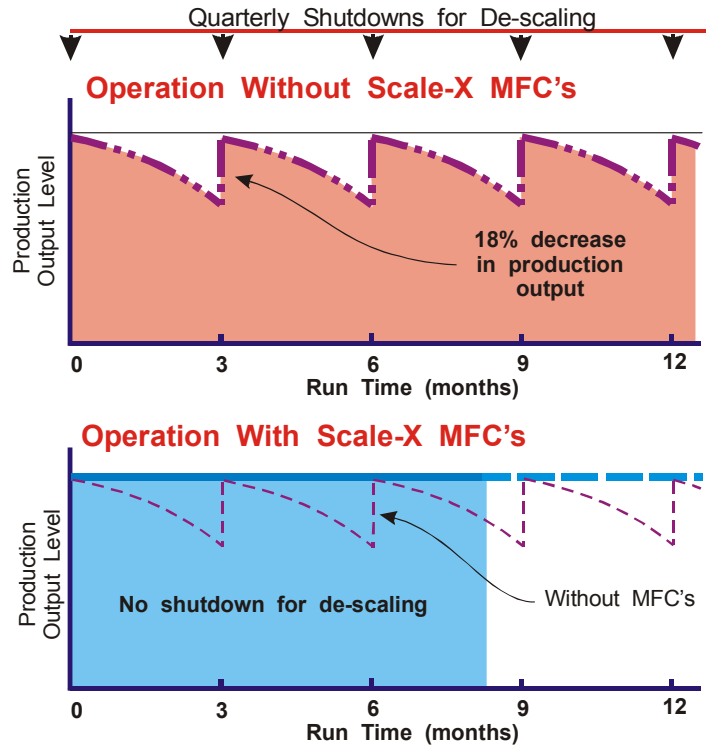 Quarterly Shutdowns for De-scaling
Operation Without Scale-X MFC's
Production
Output Level
18% decrease
in production
output
0 3 6 9 12
Run Time (months)
Operation With Scale-X MFC's
Production
Output Level
No shutdown for de-scaling
Without MFC's
0 3 6 9 12
Run Time (months)